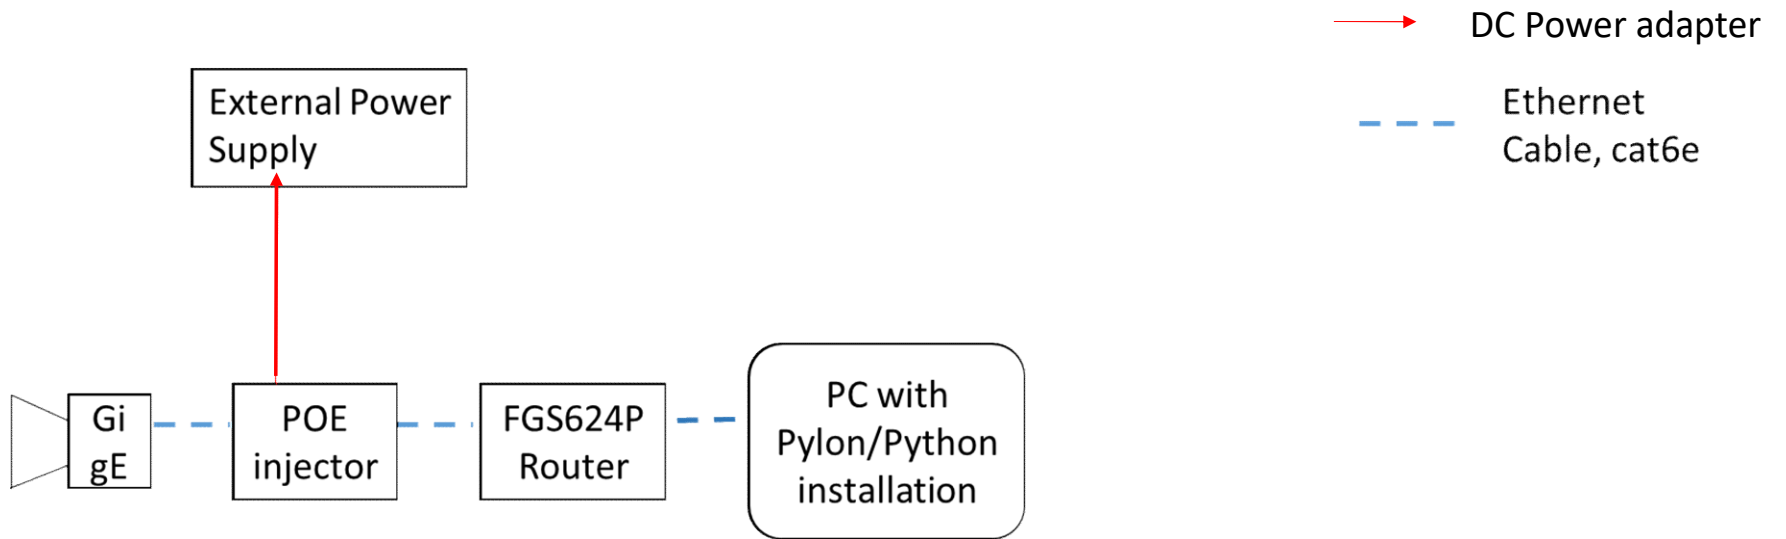 DC Power adapter
External Power
Supply
Ethernet
Cable, cat6e
Gi
gE
POE
injector
FGS624P
Router
PC with
Pylon/Python
installation